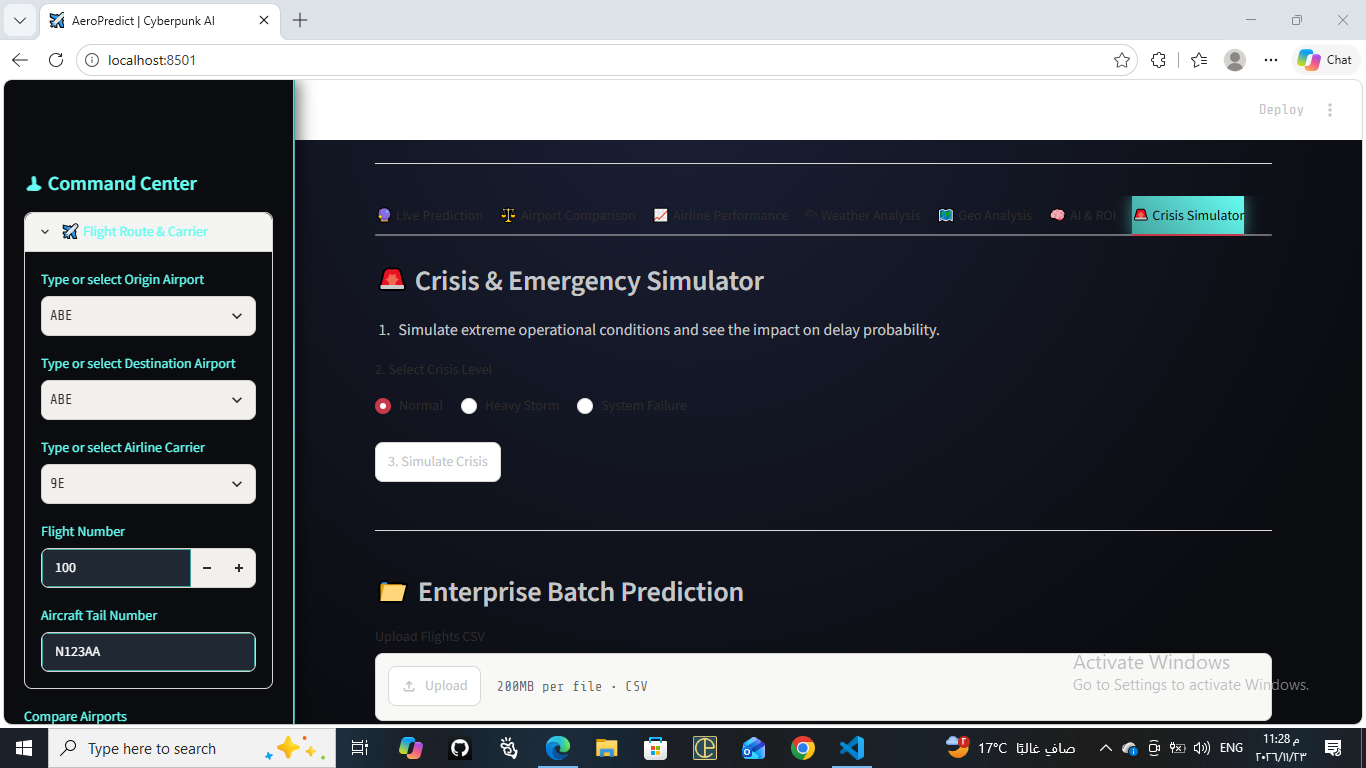 AeroPredict | Cyberpunk AI
localhost:8501
Chat
Deploy
Command Center
Flight Route & Carrier
Type or select Origin Airport
ABE
Type or select Destination Airport
ABE
Type or select Airline Carrier
9E
Flight Number
100
Aircraft Tail Number
N123AA
Compare Airports
Live Prediction
Airport Comparison
Airline Performance
Weather Analysis
Geo Analysis
AI & ROI
Crisis Simulator
Crisis & Emergency Simulator
1. Simulate extreme operational conditions and see the impact on delay probability.
2. Select Crisis Level
Normal
Heavy Storm
System Failure
3. Simulate Crisis
Enterprise Batch Prediction
Upload Flights CSV
Upload
200MB per file · CSV
Activate Windows
Go to Settings to activate Windows.
Type here to search
17°C
صافٍ غالبًا
ENG
11:28 م